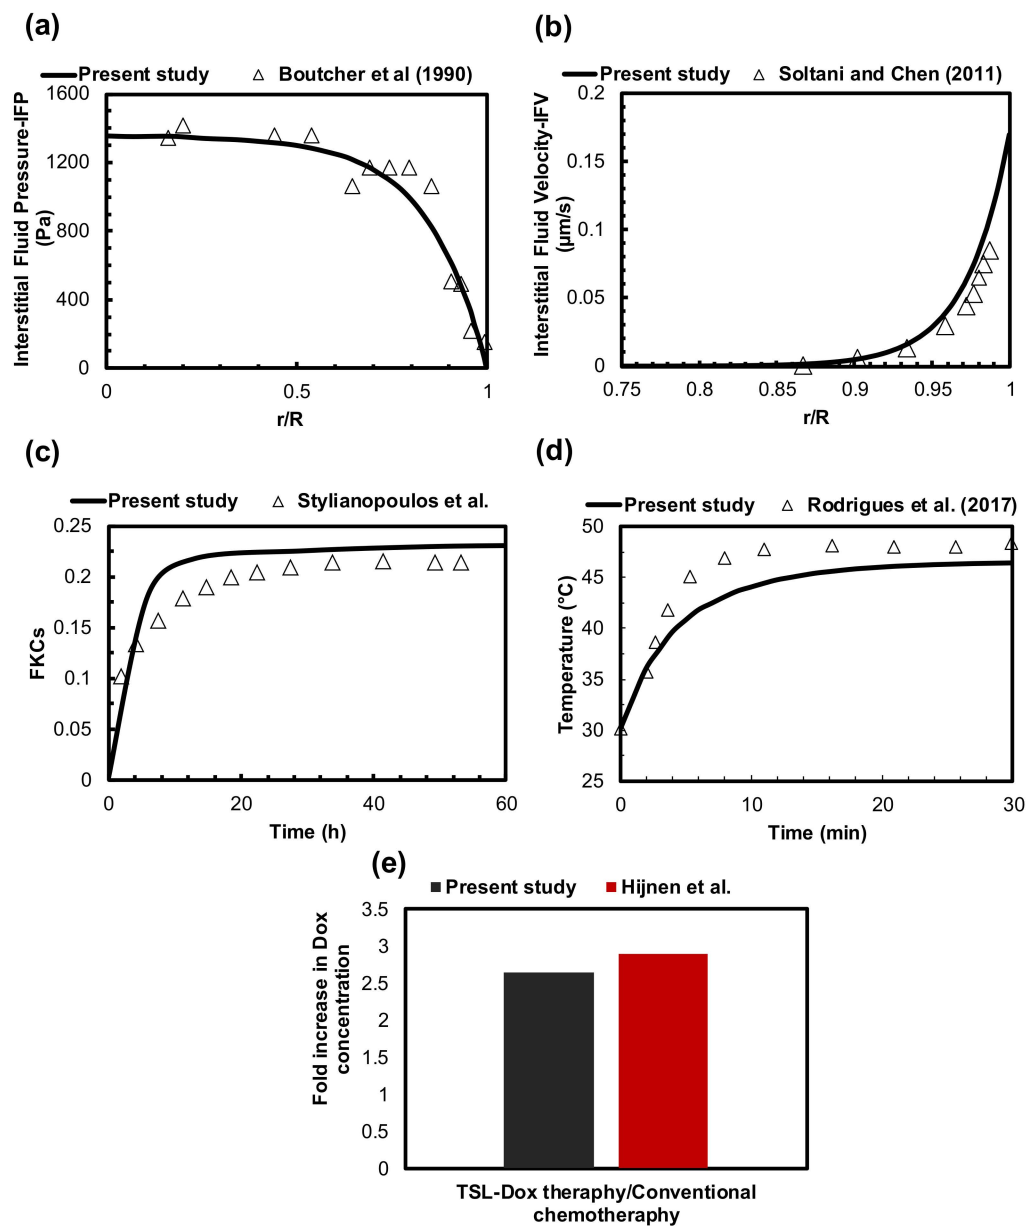 (a)
Present study
Boutcher et al (1990)
Interstitial Fluid Pressure-IFP
(Pa)
1600
1200
800
400
0
0
0.5
1
r/R
(b)
Present study
Soltani and Chen (2011)
Interstitial Fluid Velocity-IFV
(μm/s)
0.2
0.15
0.1
0.05
0
0.75
0.8
0.85
0.9
0.95
1
r/R
(c)
Present study
Stylianopoulos et al.
FKCs
0.25
0.2
0.15
0.1
0.05
0
0
20
40
60
Time (h)
(d)
Present study
Rodrigues et al. (2017)
Temperature (°C)
50
45
40
35
30
25
0
10
20
30
Time (min)
(e)
Present study
Hijnen et al.
Fold increase in Dox
concentration
3.5
3
2.5
2
1.5
1
0.5
0
TSL-Dox theraphy/Conventional
chemotheraphy